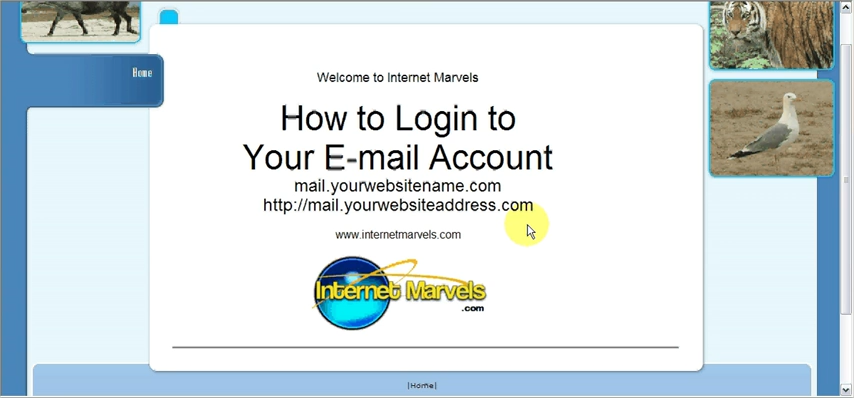 Home
Welcome to Internet Marvels
How to Login to
Your E-mail Account
mail.yourwebsitename.com
http://mail.yourwebsiteaddress.com
www.internetmarvels.com
Internet Marvels
.com
|Home|